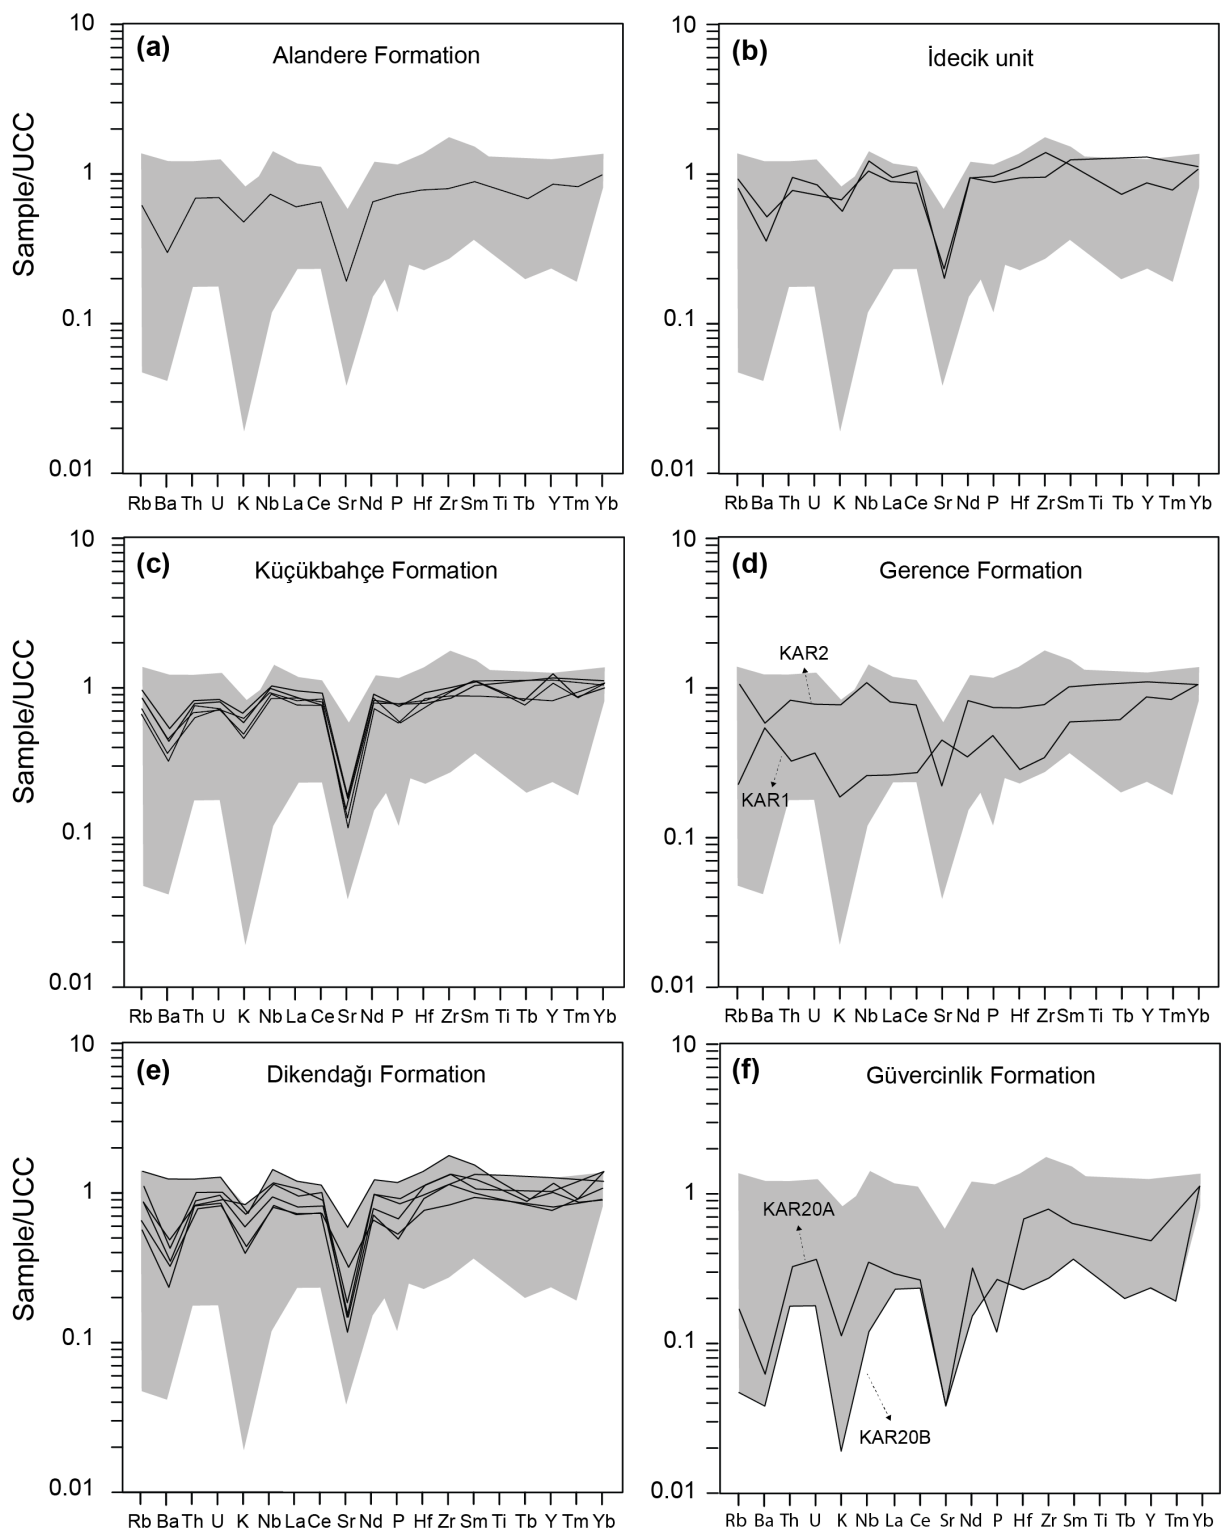 (a)
Alandere Formation
10
1
0.1
0.01
Sample/UCC
Rb Ba Th U K Nb La Ce Sr Nd P Hf Zr Sm Ti Tb Y Tm Yb
(b)
İdecik unit
10
1
0.1
0.01
Rb Ba Th U K Nb La Ce Sr Nd P Hf Zr Sm Ti Tb Y Tm Yb
(c)
Küçükbahçe Formation
10
1
0.1
0.01
Sample/UCC
Rb Ba Th U K Nb La Ce Sr Nd P Hf Zr Sm Ti Tb Y Tm Yb
(d)
Gerence Formation
10
1
0.1
0.01
KAR2
KAR1
Rb Ba Th U K Nb La Ce Sr Nd P Hf Zr Sm Ti Tb Y Tm Yb
(e)
Dikendağı Formation
10
1
0.1
0.01
Sample/UCC
Rb Ba Th U K Nb La Ce Sr Nd P Hf Zr Sm Ti Tb Y Tm Yb
(f)
Güvercinlik Formation
10
1
0.1
0.01
KAR20A
KAR20B
Rb Ba Th U K Nb La Ce Sr Nd P Hf Zr Sm Ti Tb Y Tm Yb